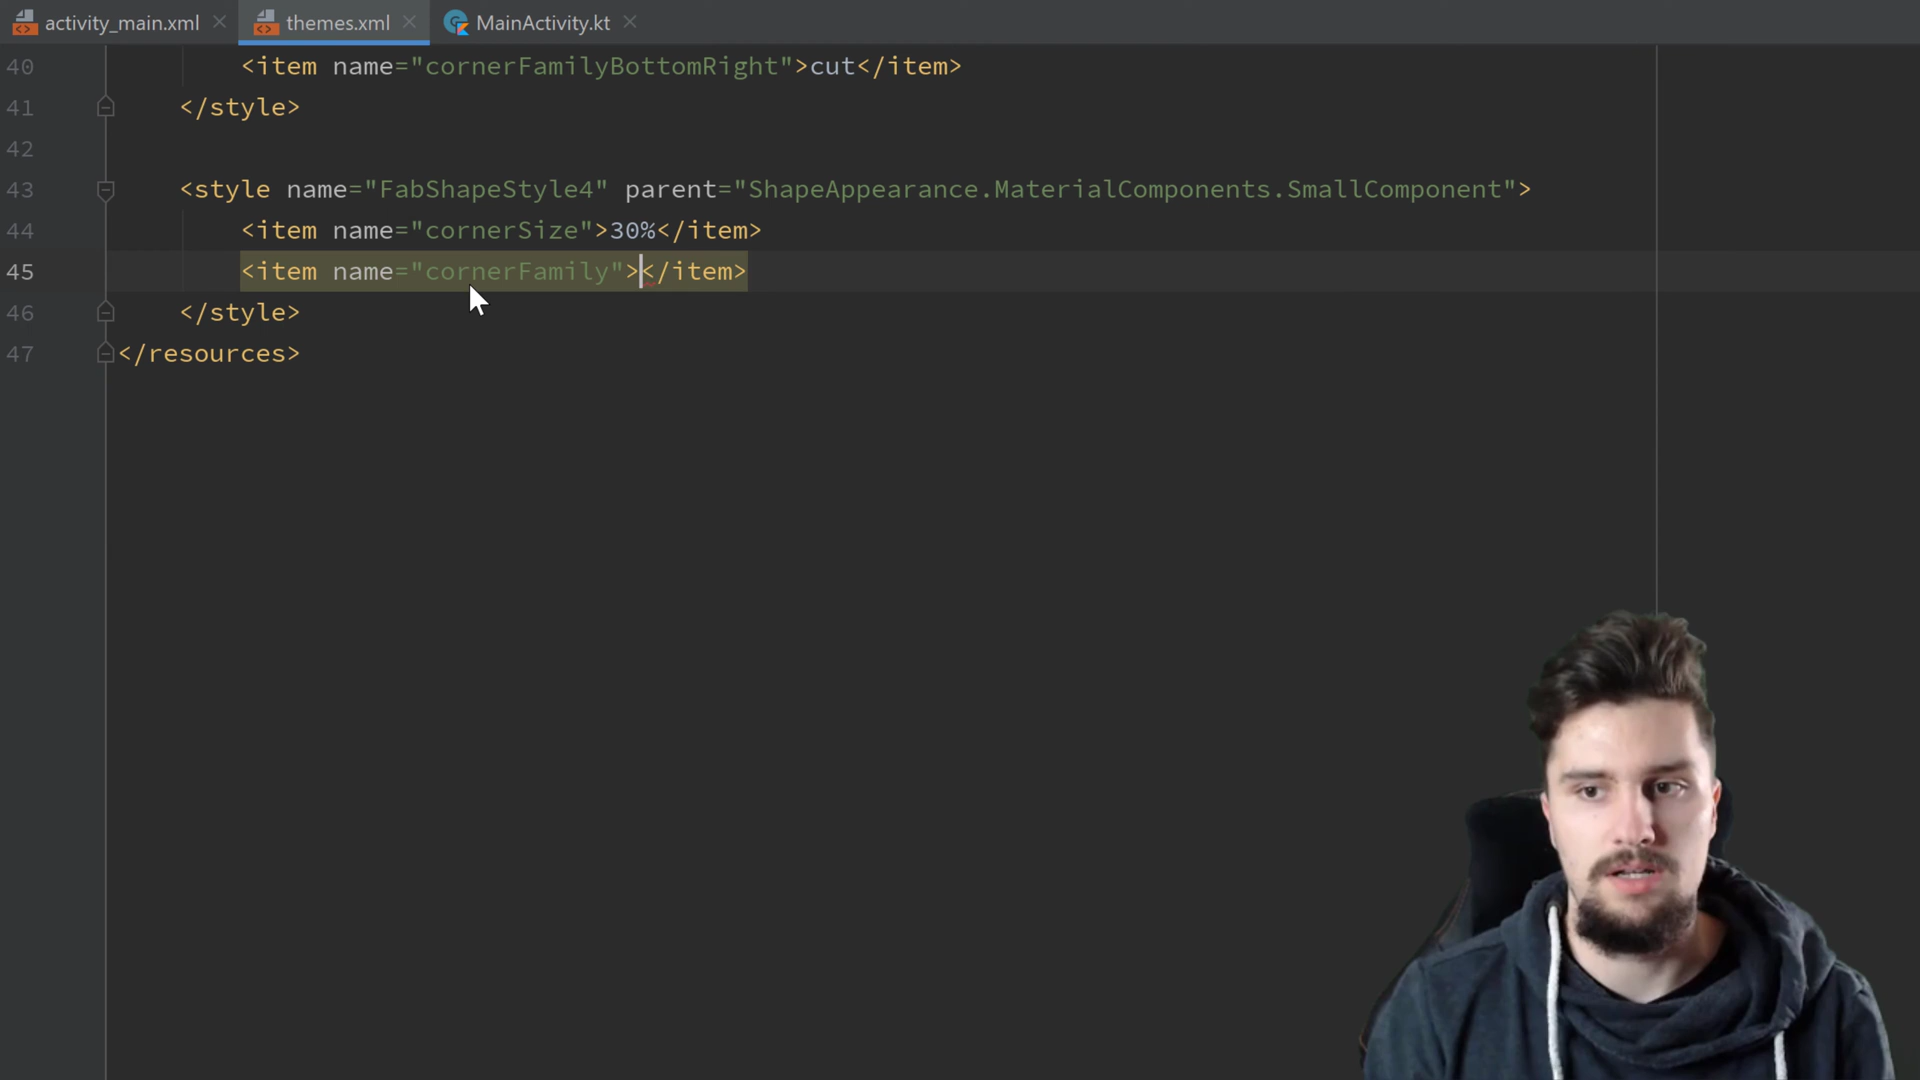 activity_main.xml themes.xml MainActivity.kt
40 <item name="cornerFamilyBottomRight">cut</item>
41 </style>
42
43 <style name="FabShapeStyle4" parent="ShapeAppearance.MaterialComponents.SmallComponent">
44 <item name="cornerSize">30%</item>
45 <item name="cornerFamily"></item>
46 </style>
47 </resources>